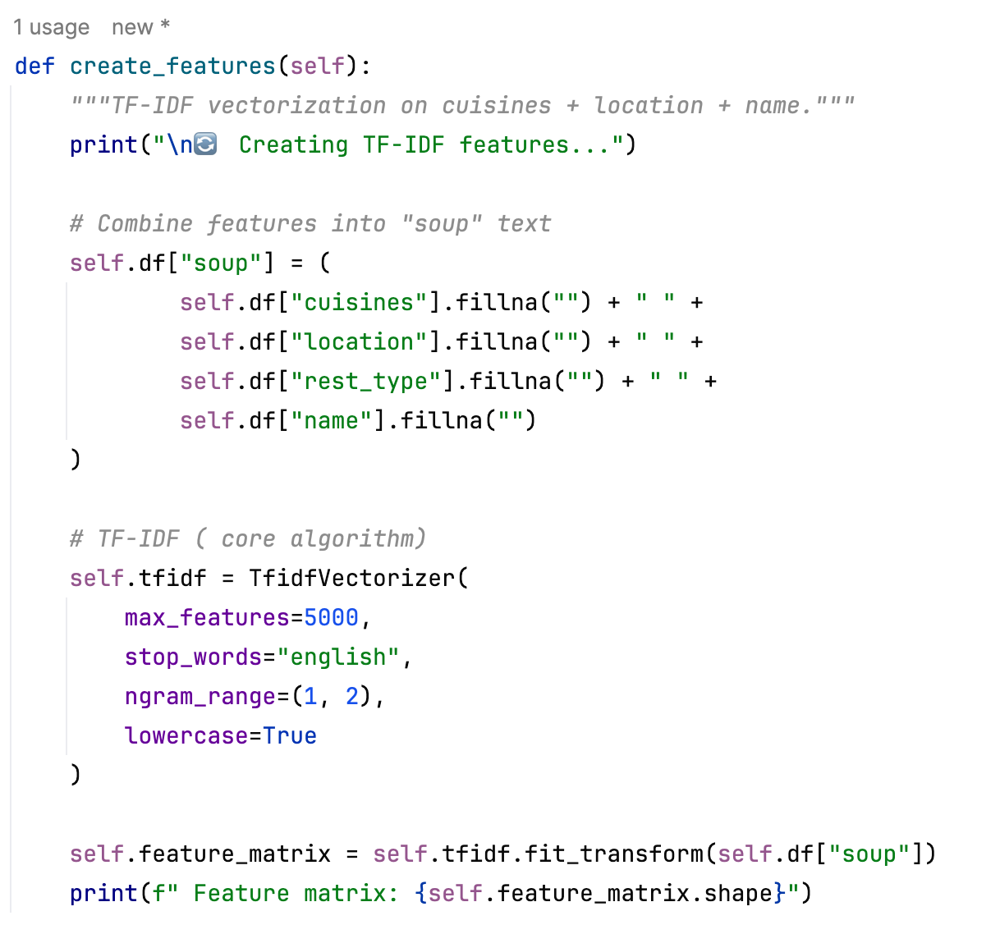 1 usage   new *
def create_features(self):
    """TF-IDF vectorization on cuisines + location + name."""
    print("\n🔄 Creating TF-IDF features...")

    # Combine features into "soup" text
    self.df["soup"] = (
            self.df["cuisines"].fillna("") + " " +
            self.df["location"].fillna("") + " " +
            self.df["rest_type"].fillna("") + " " +
            self.df["name"].fillna("")
    )

    # TF-IDF ( core algorithm)
    self.tfidf = TfidfVectorizer(
        max_features=5000,
        stop_words="english",
        ngram_range=(1, 2),
        lowercase=True
    )

    self.feature_matrix = self.tfidf.fit_transform(self.df["soup"])
    print(f" Feature matrix: {self.feature_matrix.shape}")